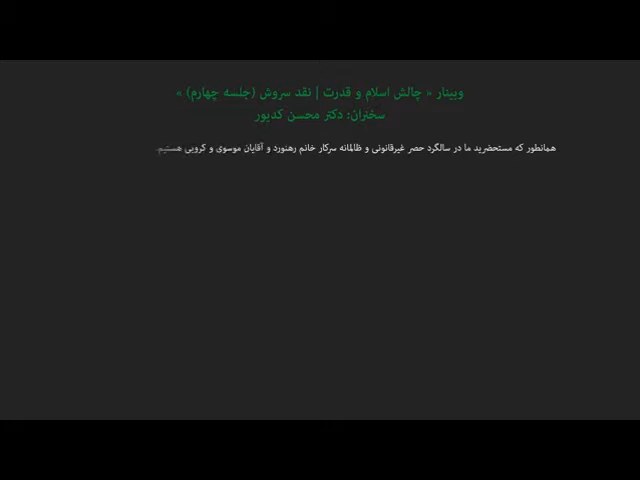 وبینار « چالش اسلام و قدرت | نقد سروش (جلسه چهارم) »
سخنران: دکتر محسن کدیور
همانطور که مستحضرید ما در سالگرد حصر غیرقانونی و ظالمانه سرکار خانم رهنورد و آقایان موسوی و کروبی هستیم.